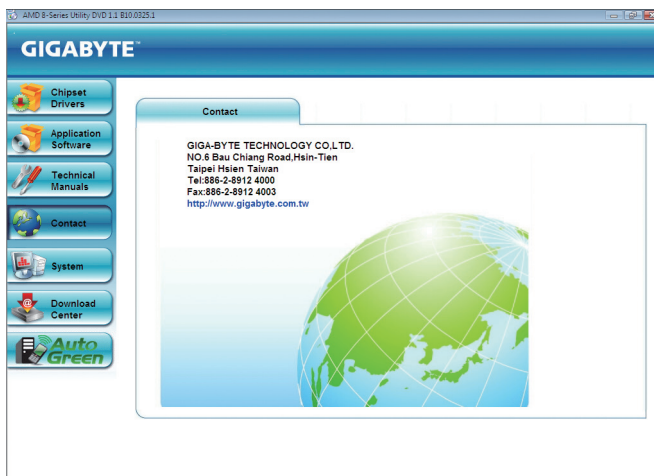 AMD 8-Series Utility DVD 1.1 B10.0325.1
GIGABYTE™
Chipset
Drivers
Application
Software
Technical
Manuals
Contact
System
Download
Center
Auto
Green
Contact
GIGA-BYTE TECHNOLOGY CO,LTD.
NO.6 Bau Chiang Road,Hsin-Tien
Taipei Hsien Taiwan
Tel:886-2-8912 4000
Fax:886-2-8912 4003
http://www.gigabyte.com.tw